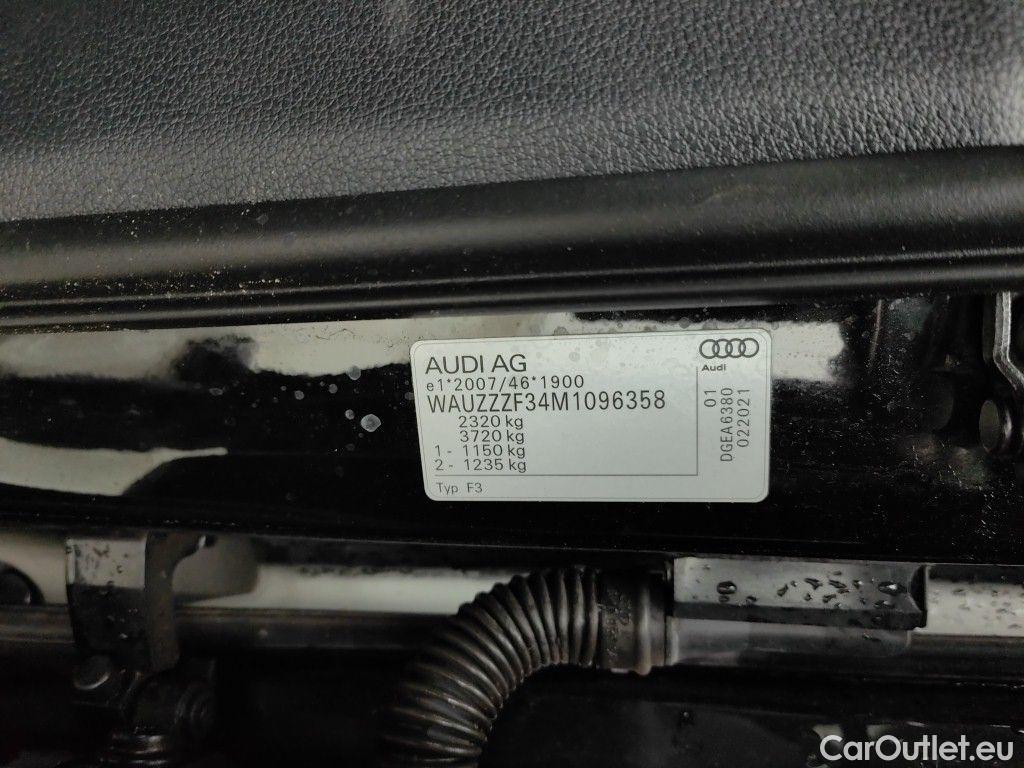 AUDI AG
Audi
e1*2007/46*1900
WAUZZZF34M1096358
2320 kg
3720 kg
1 - 1150 kg
2 - 1235 kg
Typ F3
01
DGEA6380
022021
CarOutlet.eu